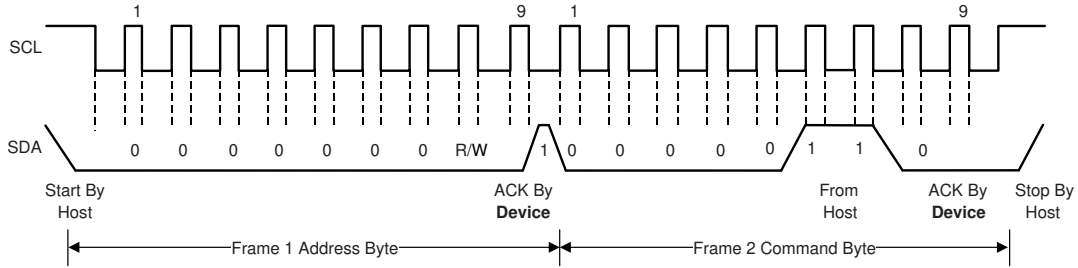 1 9 1 9
SCL
SDA 0 0 0 0 0 0 0 R/W 1 0 0 0 0 0 1 1 0
Start By Host
ACK By Device
From Host
ACK By Device
Stop By Host
Frame 1 Address Byte Frame 2 Command Byte